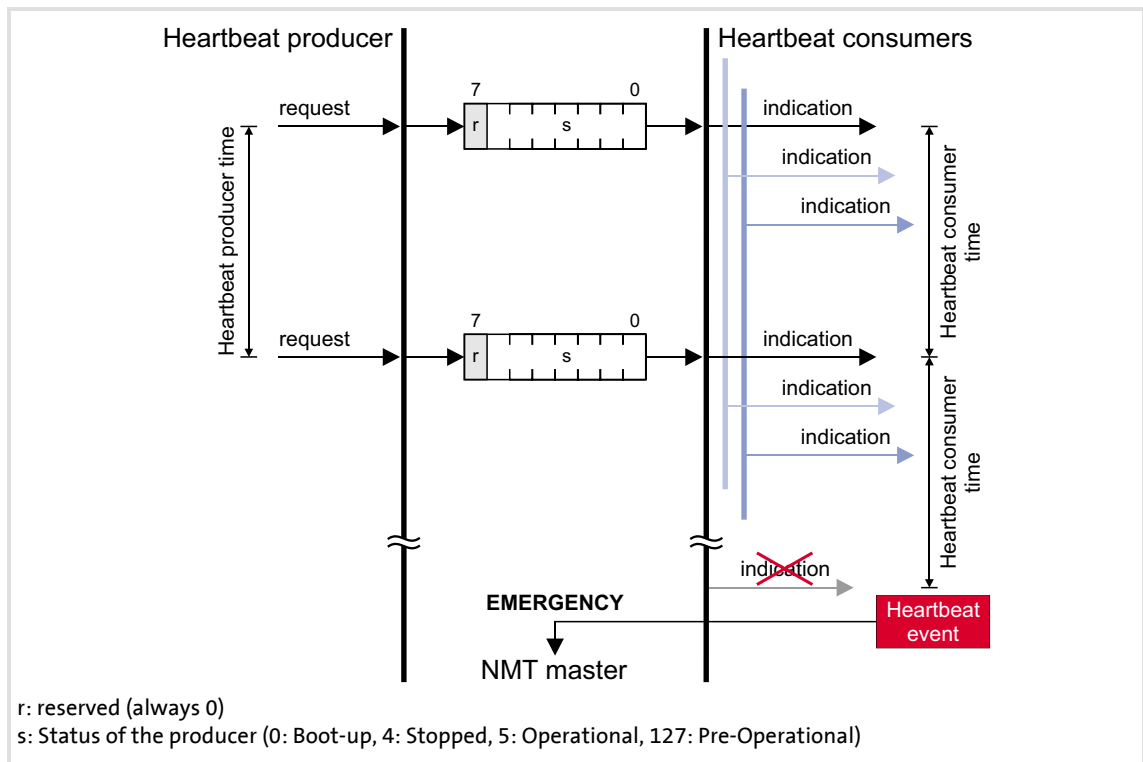 Heartbeat producer
Heartbeat consumers
7
0
request
r
s
indication
indication
indication
Heartbeat producer time
Heartbeat consumer
time
7
0
request
r
s
indication
indication
indication
Heartbeat consumer
time
indication
EMERGENCY
Heartbeat
event
NMT master
r: reserved (always 0)
s: Status of the producer (0: Boot-up, 4: Stopped, 5: Operational, 127: Pre-Operational)